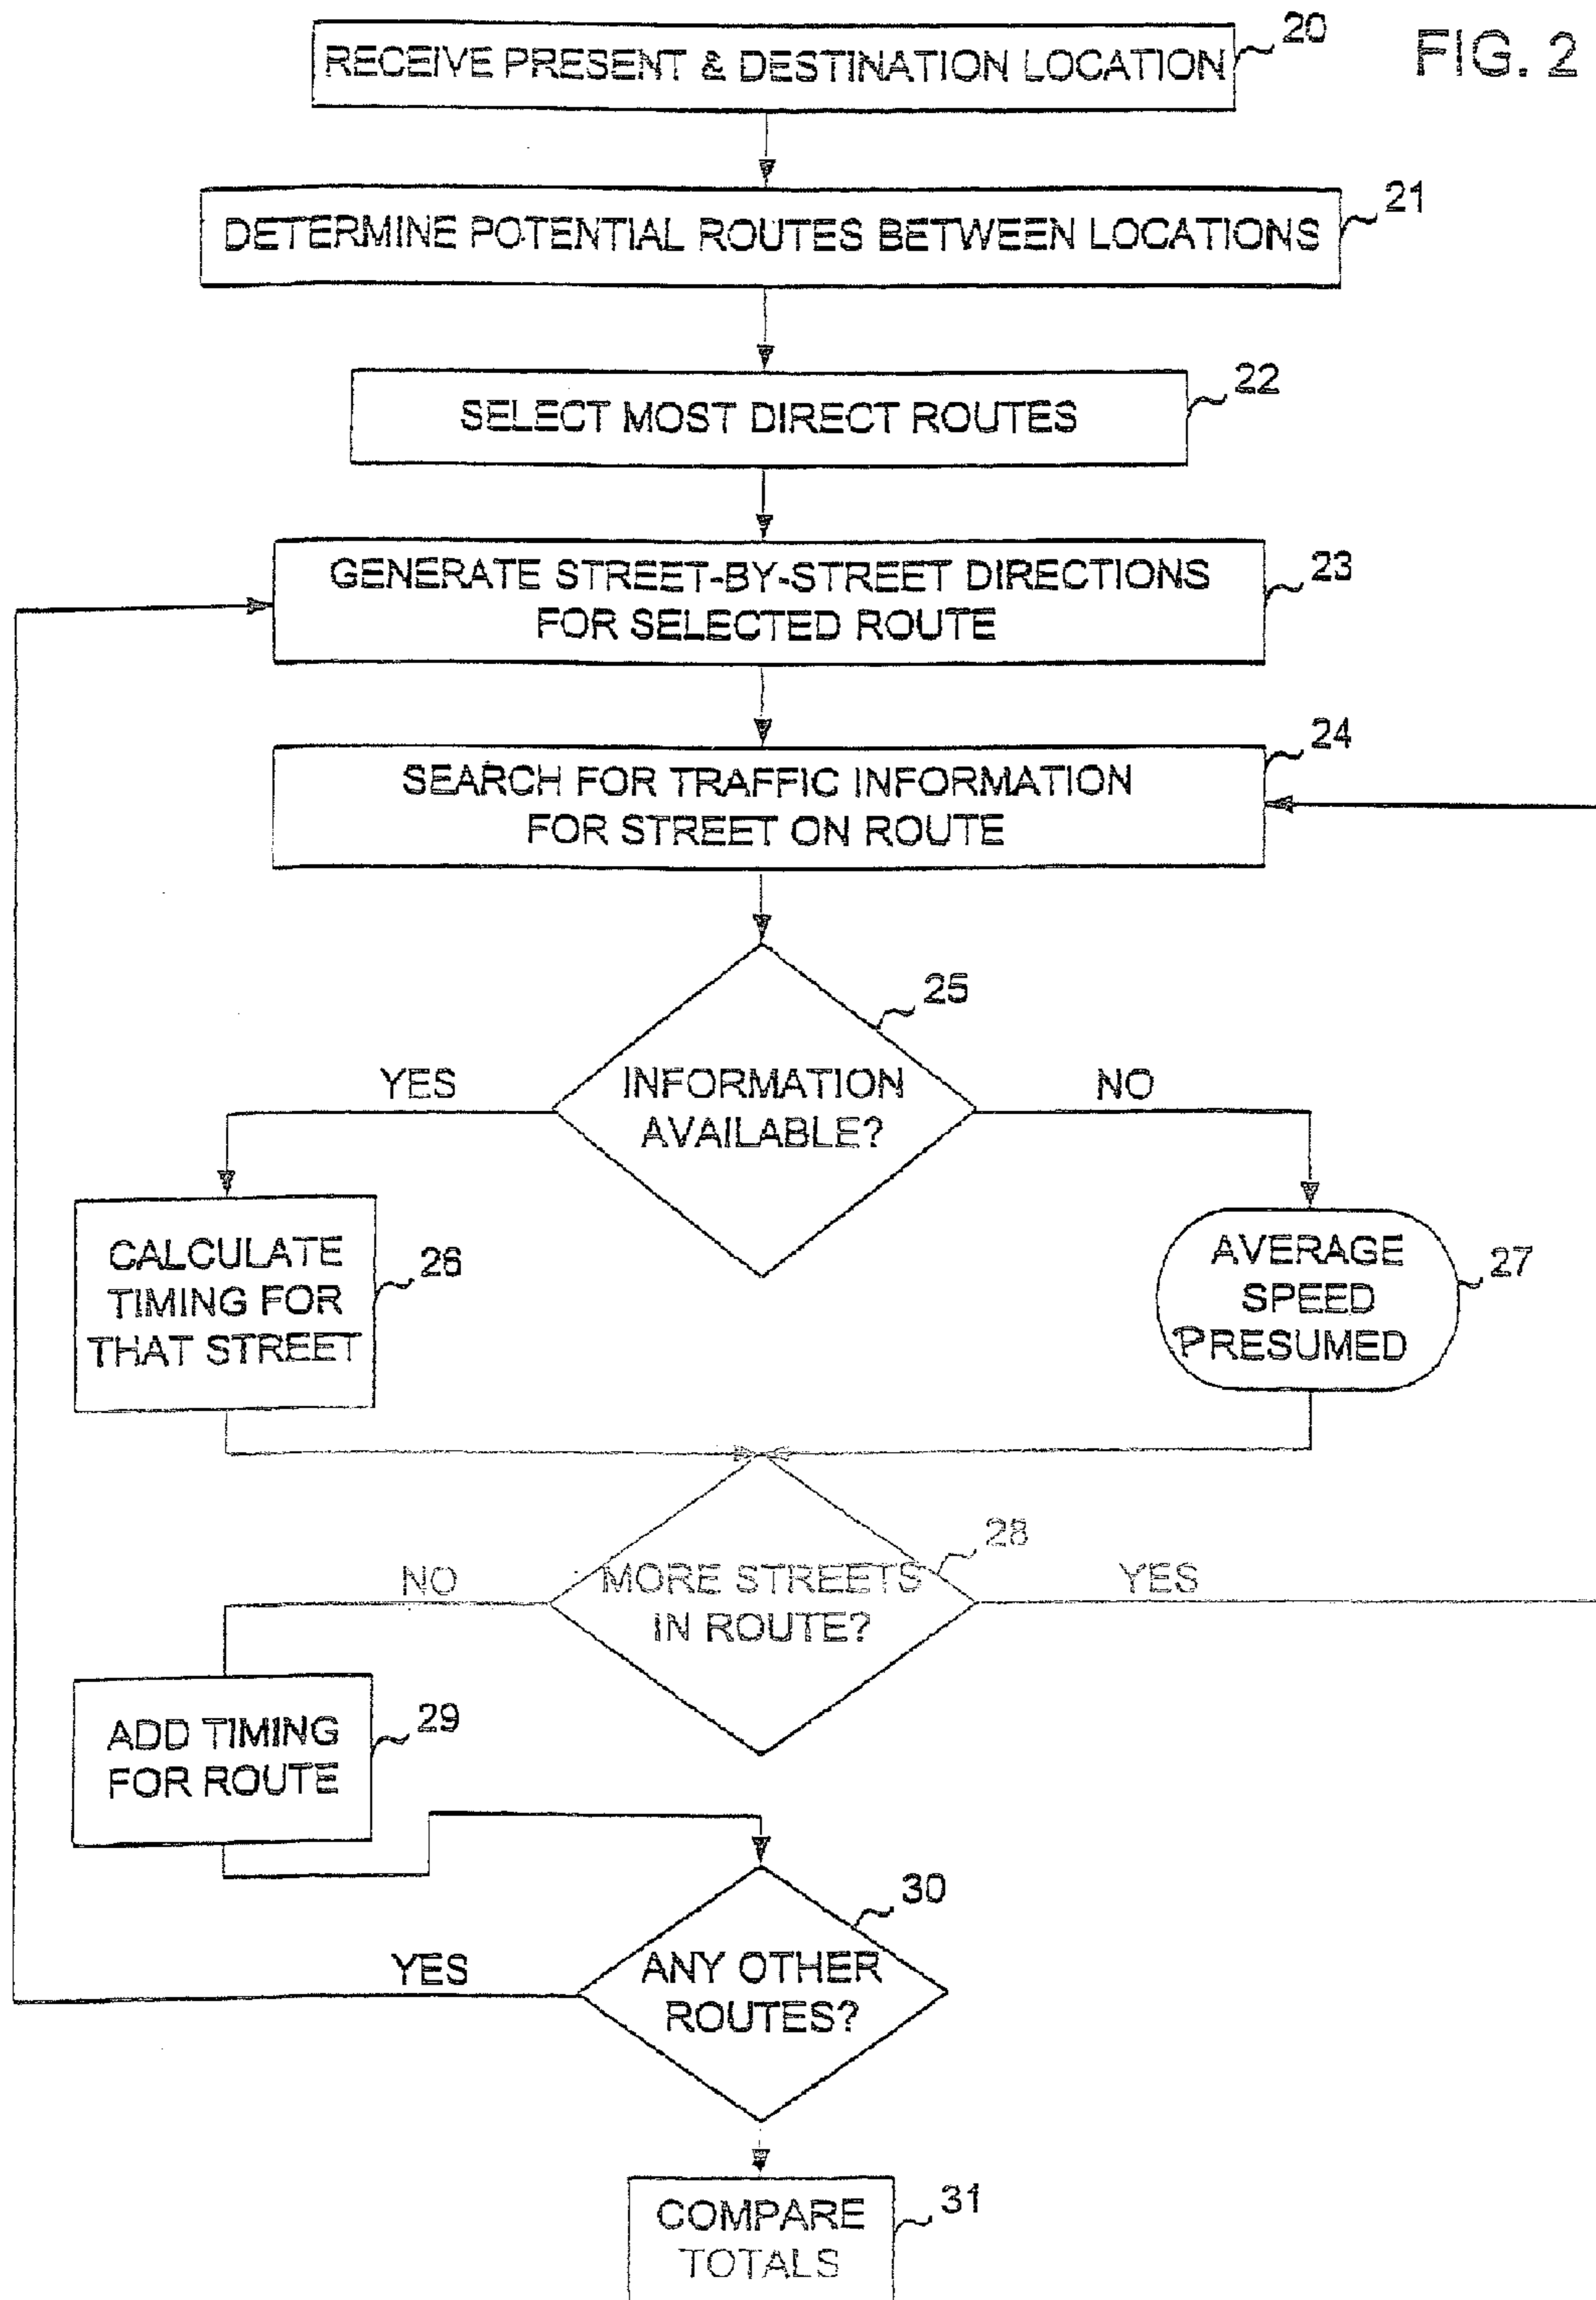 20
FIG. 2
RECEIVE PRESENT & DESTINATION LOCATION
21
DETERMINE POTENTIAL ROUTES BETWEEN LOCATIONS
22
SELECT MOST DIRECT ROUTES
23
GENERATE STREET-BY-STREET DIRECTIONS
FOR SELECTED ROUTE
24
SEARCH FOR TRAFFIC INFORMATION
FOR STREET ON ROUTE
25
YES
INFORMATION
AVAILABLE?
NO
CALCULATE
TIMING FOR
THAT STREET
26
AVERAGE
SPEED
PRESUMED
27
28
NO
MORE STREETS
IN ROUTE?
YES
ADD TIMING
FOR ROUTE
29
30
YES
ANY OTHER
ROUTES?
31
COMPARE
TOTALS